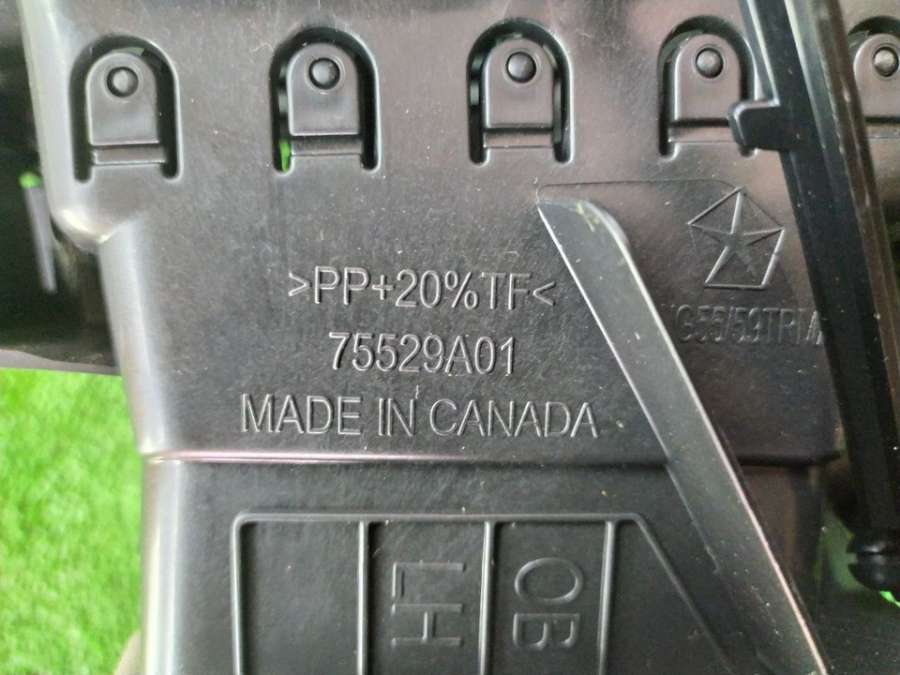 >PP+20%TF<
75529A01
MADE IN CANADA
LH
OB